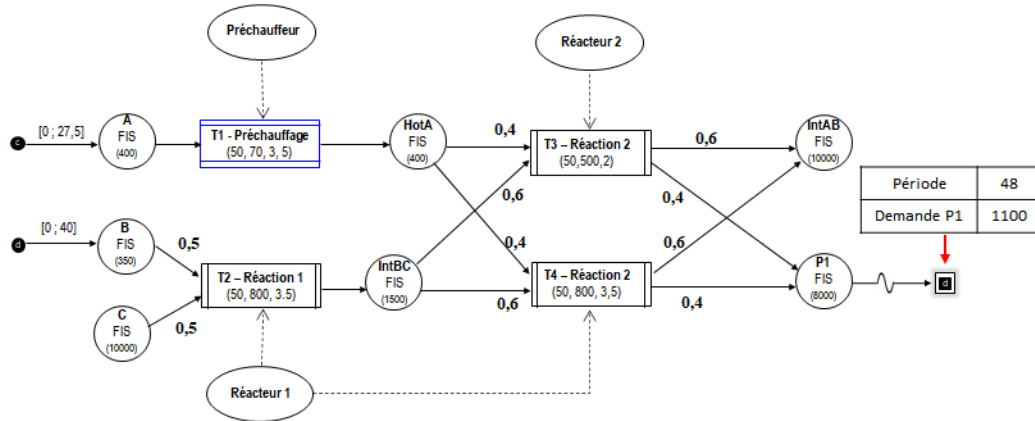 Préchauffeur
Réacteur 2
[0 ; 27,5]
c
A
FIS
(400)
T1 - Préchauffage
(50, 70, 3, 5)
HotA
FIS
(400)
0,4
T3 – Réaction 2
(50,500,2)
0,6
IntAB
FIS
(10000)
Période 48
Demande P1 1100
0,6
0,4
[0 ; 40]
d
B
FIS
(350)
0,5
0,4
0,6
T2 – Réaction 1
(50, 800, 3.5)
IntBC
FIS
(1500)
T4 – Réaction 2
(50, 800, 3,5)
P1
FIS
(8000)
d
0,6
0,4
C
FIS
(10000)
0,5
Réacteur 1